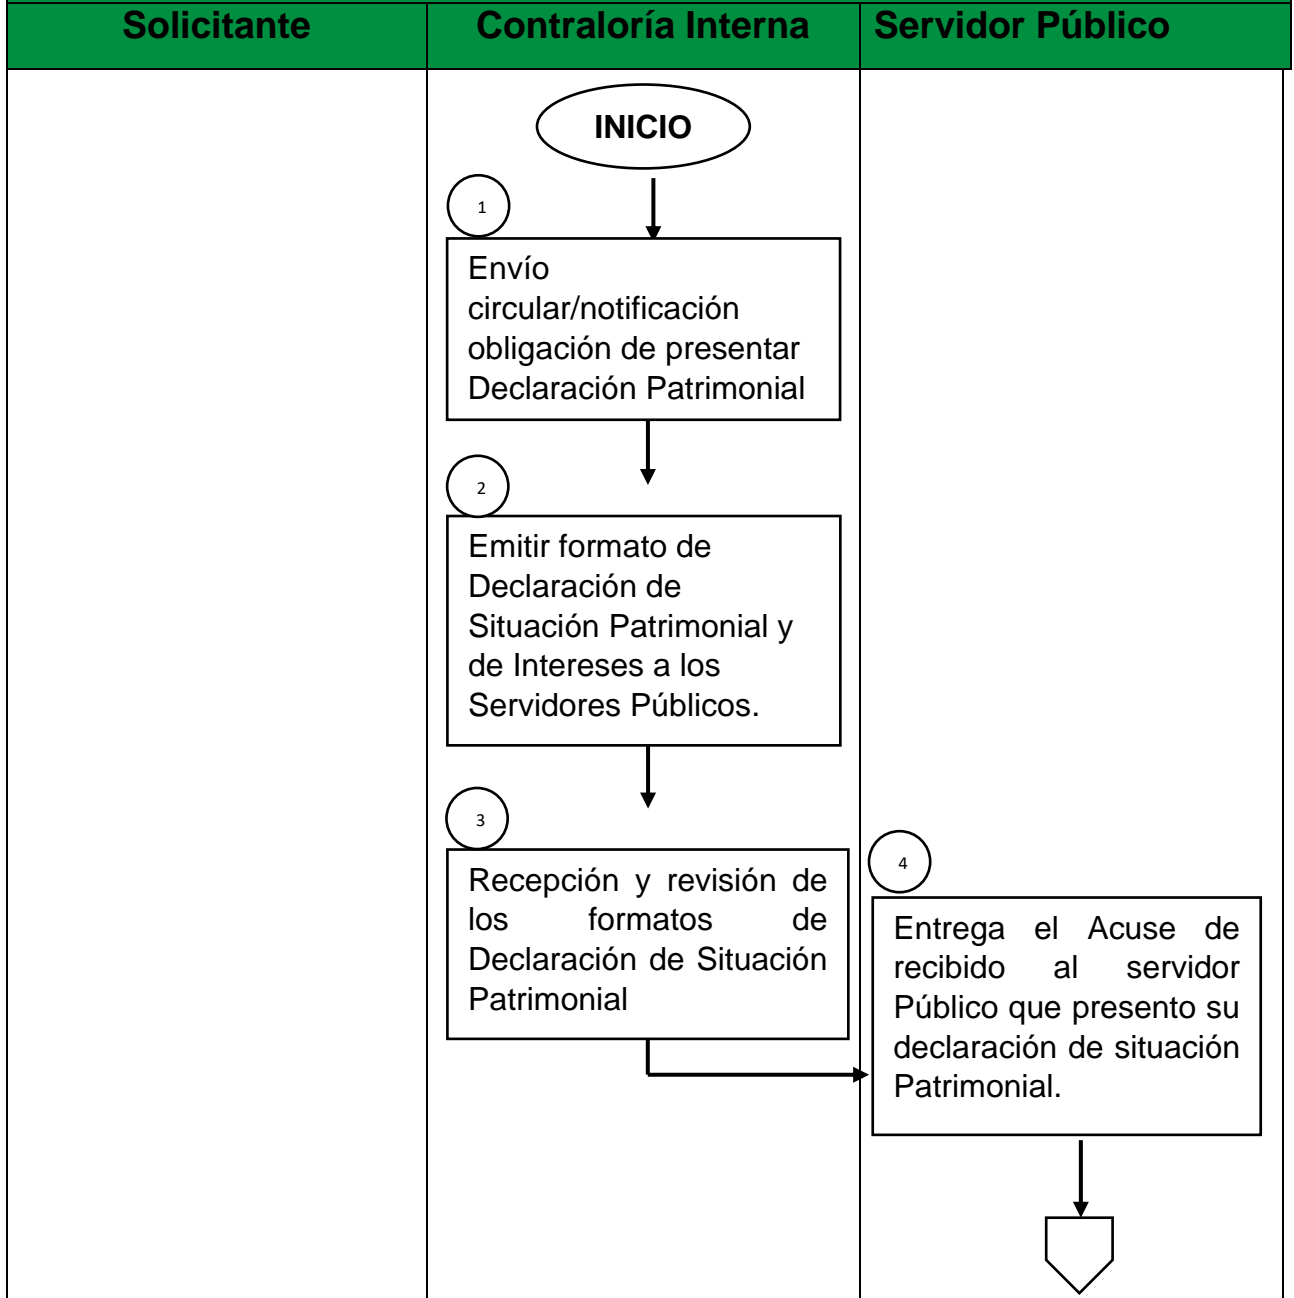 Solicitante
Contraloría Interna
Servidor Público
INICIO
1
Envío
circular/notificación
obligación de presentar
Declaración Patrimonial
2
Emitir formato de
Declaración de
Situación Patrimonial y
de Intereses a los
Servidores Públicos.
3
Recepción y revisión de
los formatos de
Declaración de Situación
Patrimonial
4
Entrega el Acuse de
recibido al servidor
Público que presento su
declaración de situación
Patrimonial.